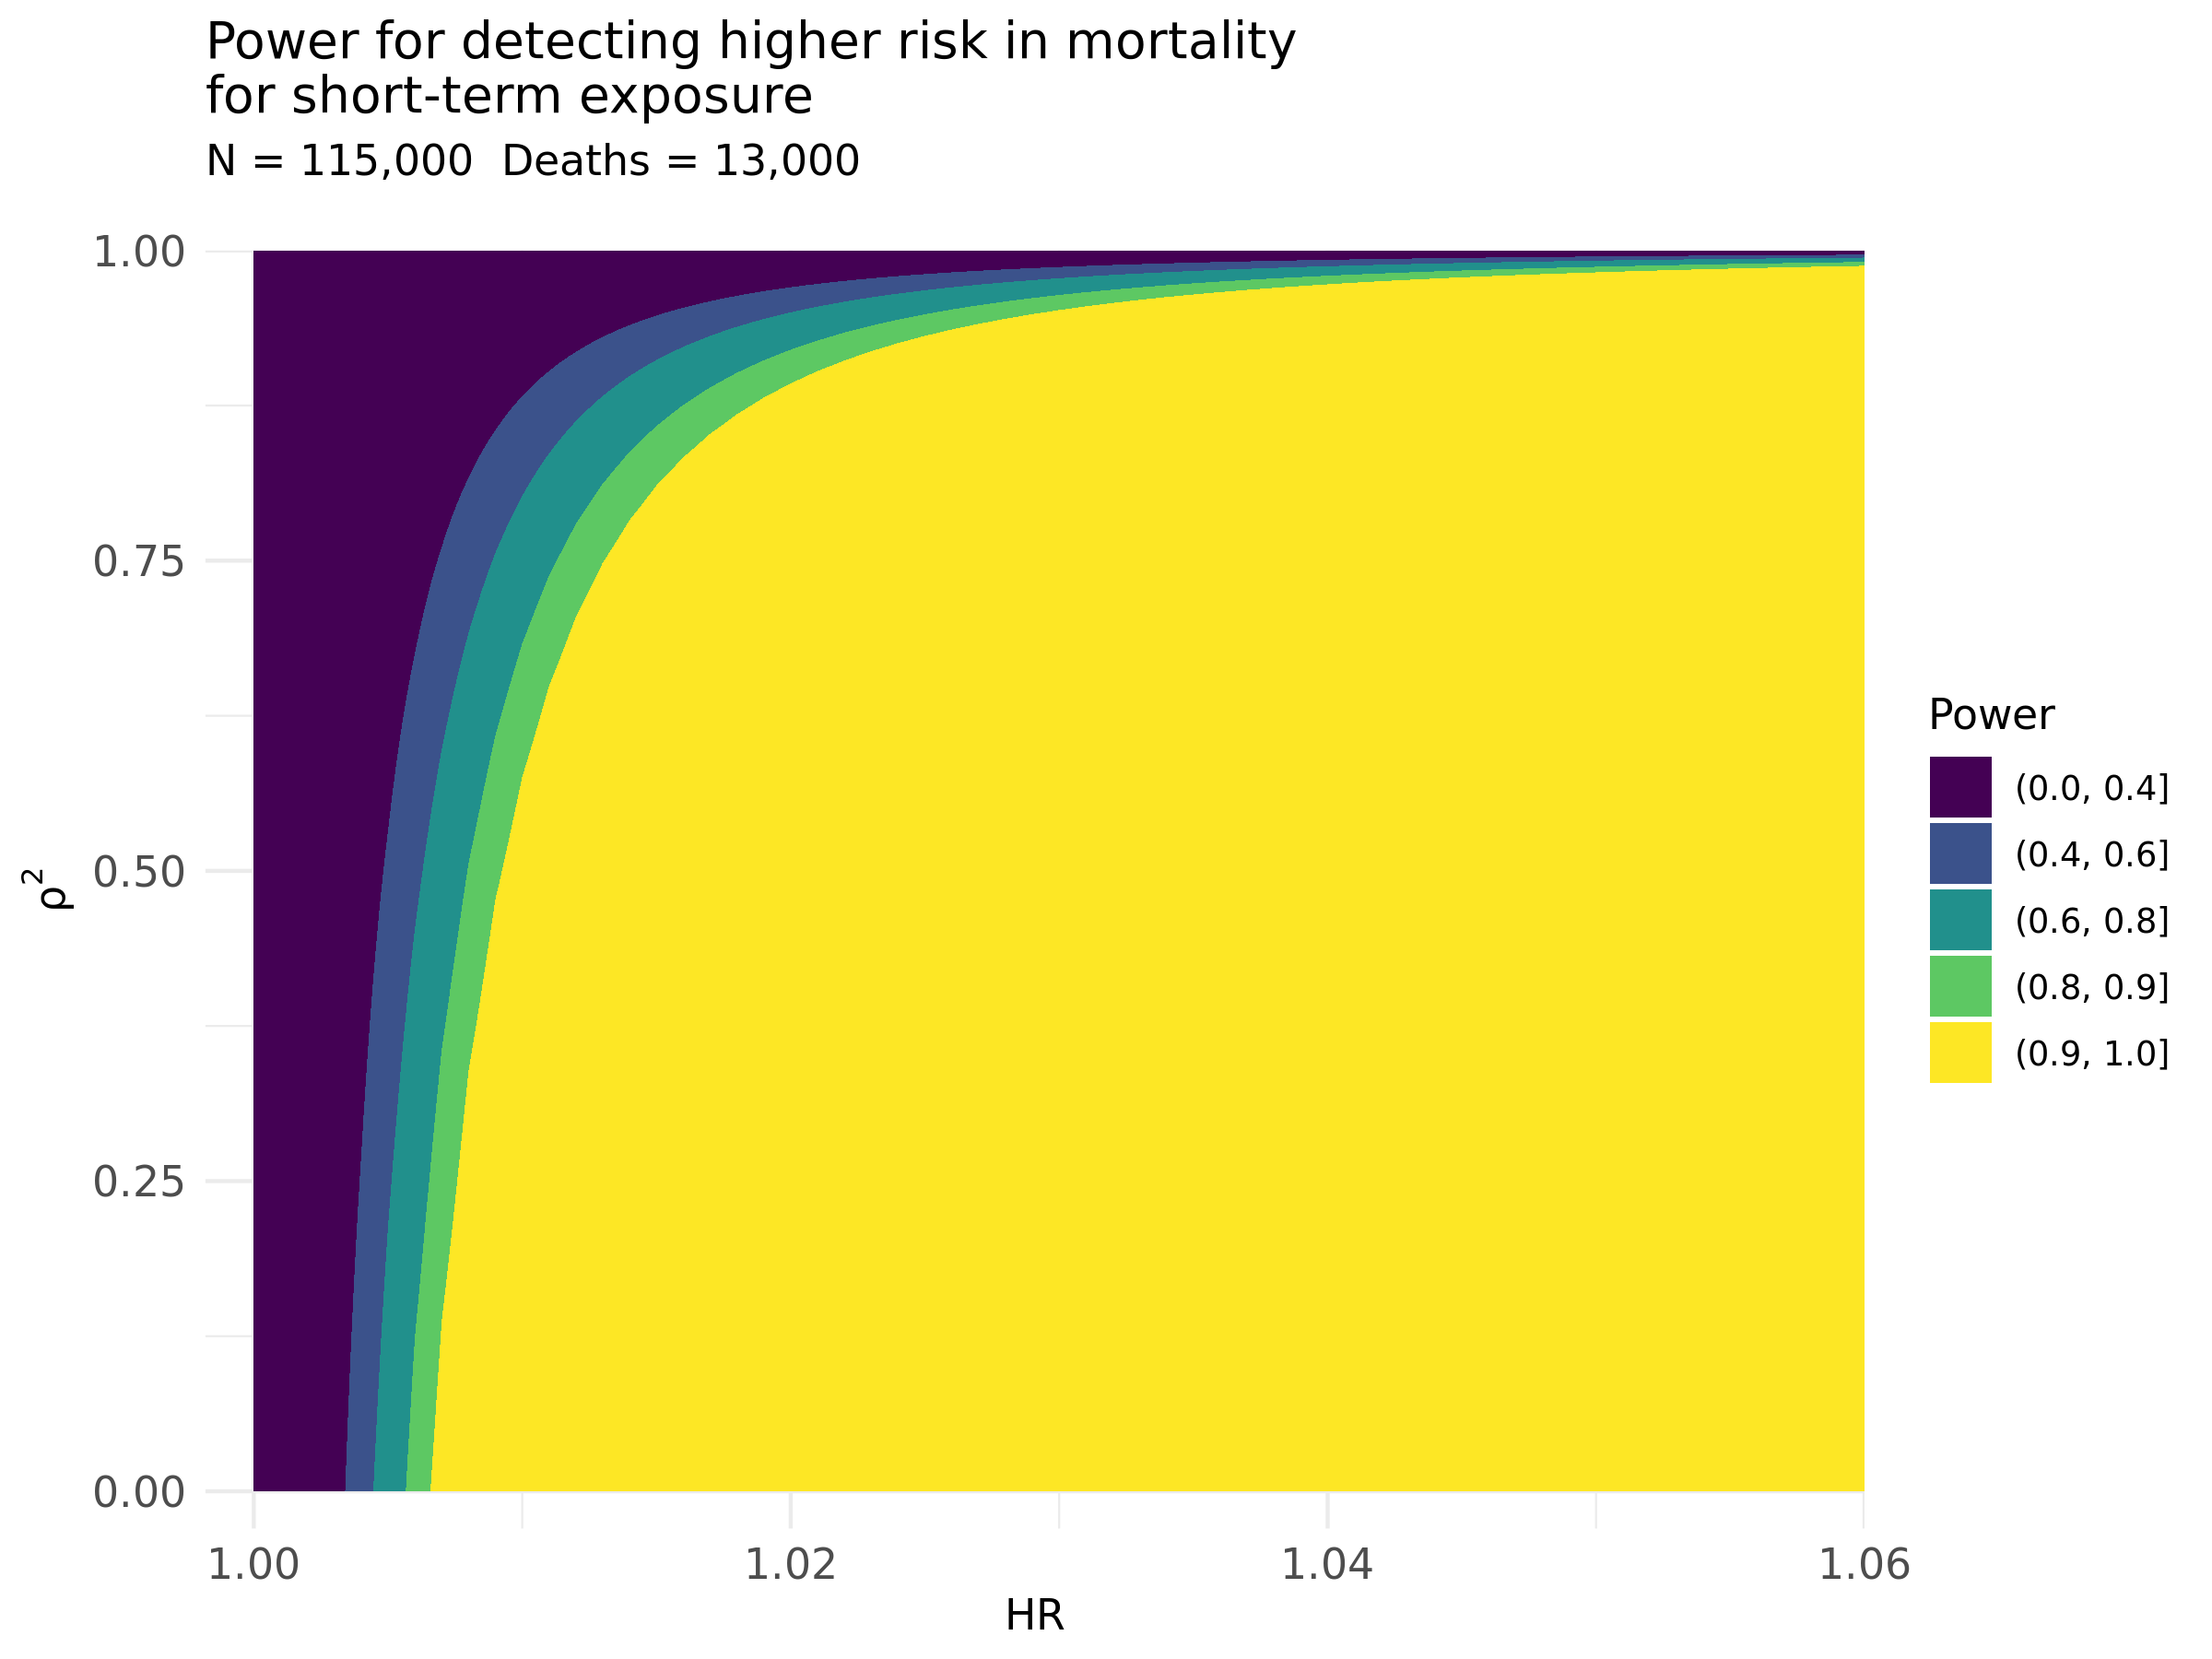 Power for detecting higher risk in mortality
for short-term exposure
N = 115,000  Deaths = 13,000
1.00
0.75
0.50
0.25
0.00
ρ²
1.00
1.02
1.04
1.06
HR
Power
(0.0, 0.4]
(0.4, 0.6]
(0.6, 0.8]
(0.8, 0.9]
(0.9, 1.0]